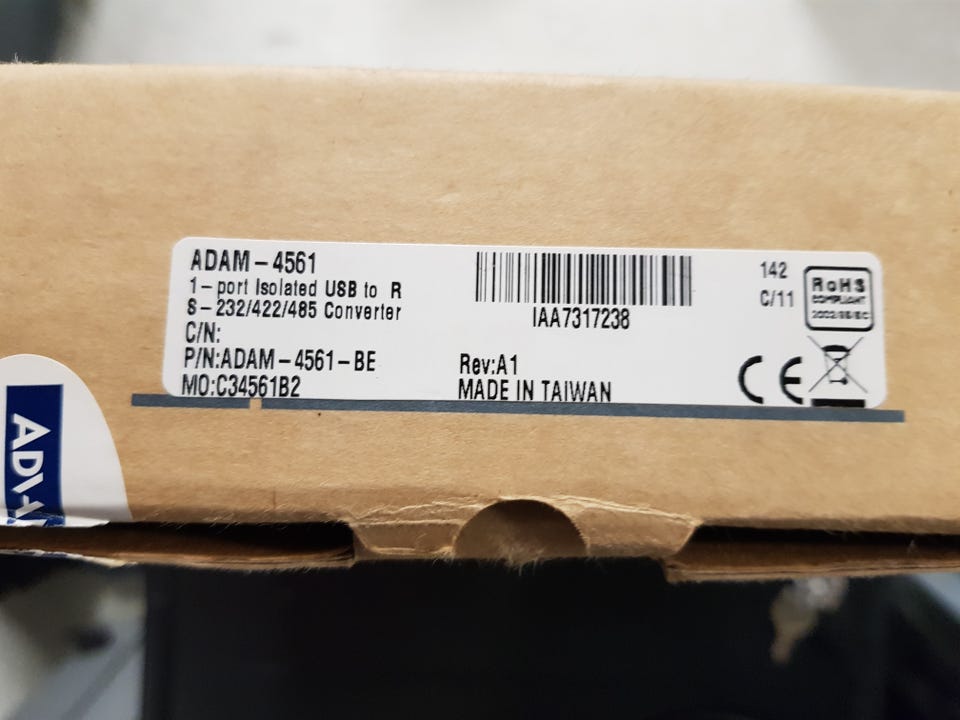 ADAM-4561
1-port Isolated USB to R
S-232/422/485 Converter
C/N:
P/N:ADAM-4561-BE
MO:C34561B2
IAA7317238
Rev:A1
MADE IN TAIWAN
142
C/11
RoHS
COMPLIANT
2002/95/EC
CE